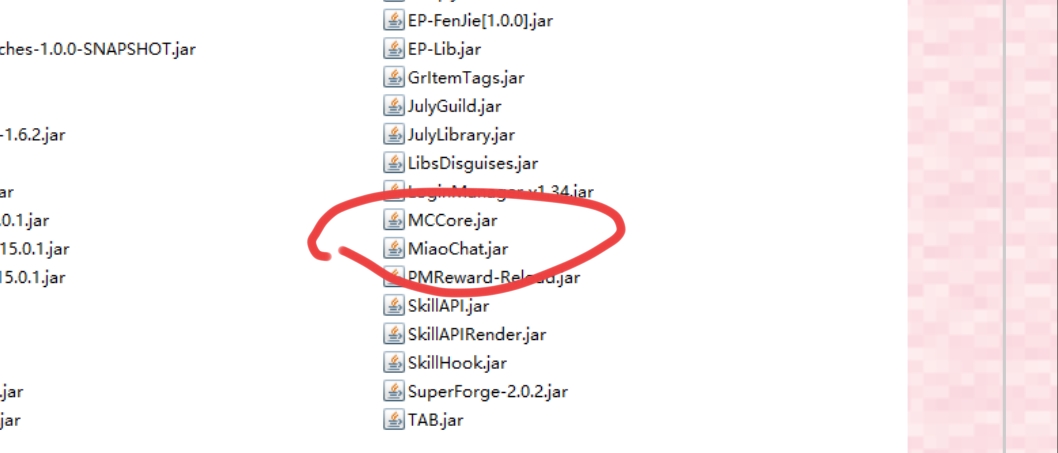 EP-FenJie[1.0.0].jar
ches-1.0.0-SNAPSHOT.jar
EP-Lib.jar
GrItemTags.jar
JulyGuild.jar
-1.6.2.jar
JulyLibrary.jar
LibsDisguises.jar
ar
LoginManager-v1.34.jar
.0.1.jar
MCCore.jar
15.0.1.jar
MiaoChat.jar
15.0.1.jar
PMReward-Reload.jar
SkillAPI.jar
SkillAPIRender.jar
SkillHook.jar
.jar
SuperForge-2.0.2.jar
jar
TAB.jar